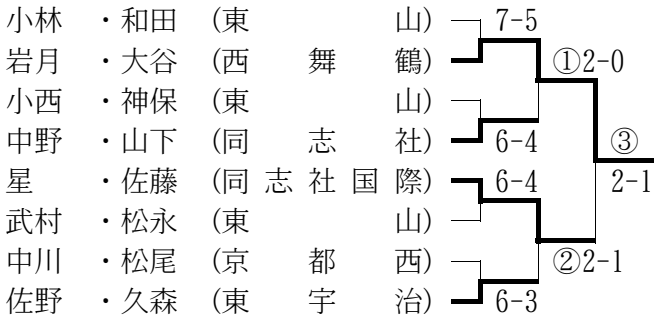 小林 ・和田 (東 山) 7-5
岩月 ・大谷 (西 舞 鶴) ①2-0
小西 ・神保 (東 山)
中野 ・山下 (同 志 社) 6-4 ③
星 ・佐藤 (同 志 社 国 際) 6-4 2-1
武村 ・松永 (東 山)
中川 ・松尾 (京 都 西) ②2-1
佐野 ・久森 (東 宇 治) 6-3